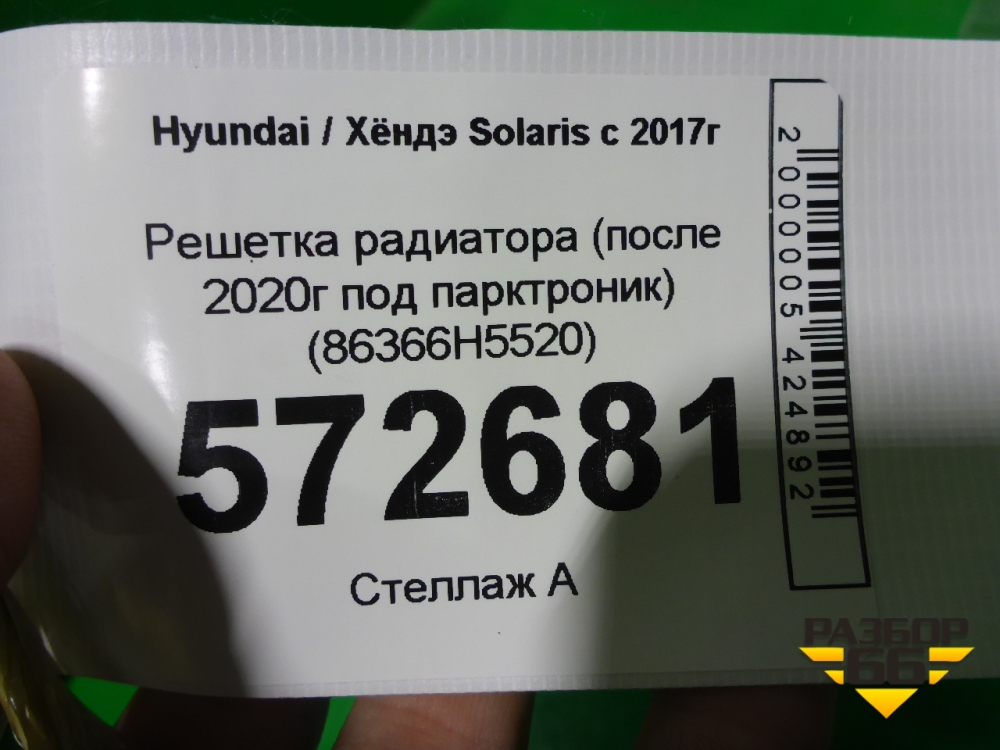 Hyundai / Хёндэ Solaris с 2017г
Решетка радиатора (после
2020г под парктроник)
(86366H5520)
572681
Стеллаж А
2000005424892
РАЗБОР
66